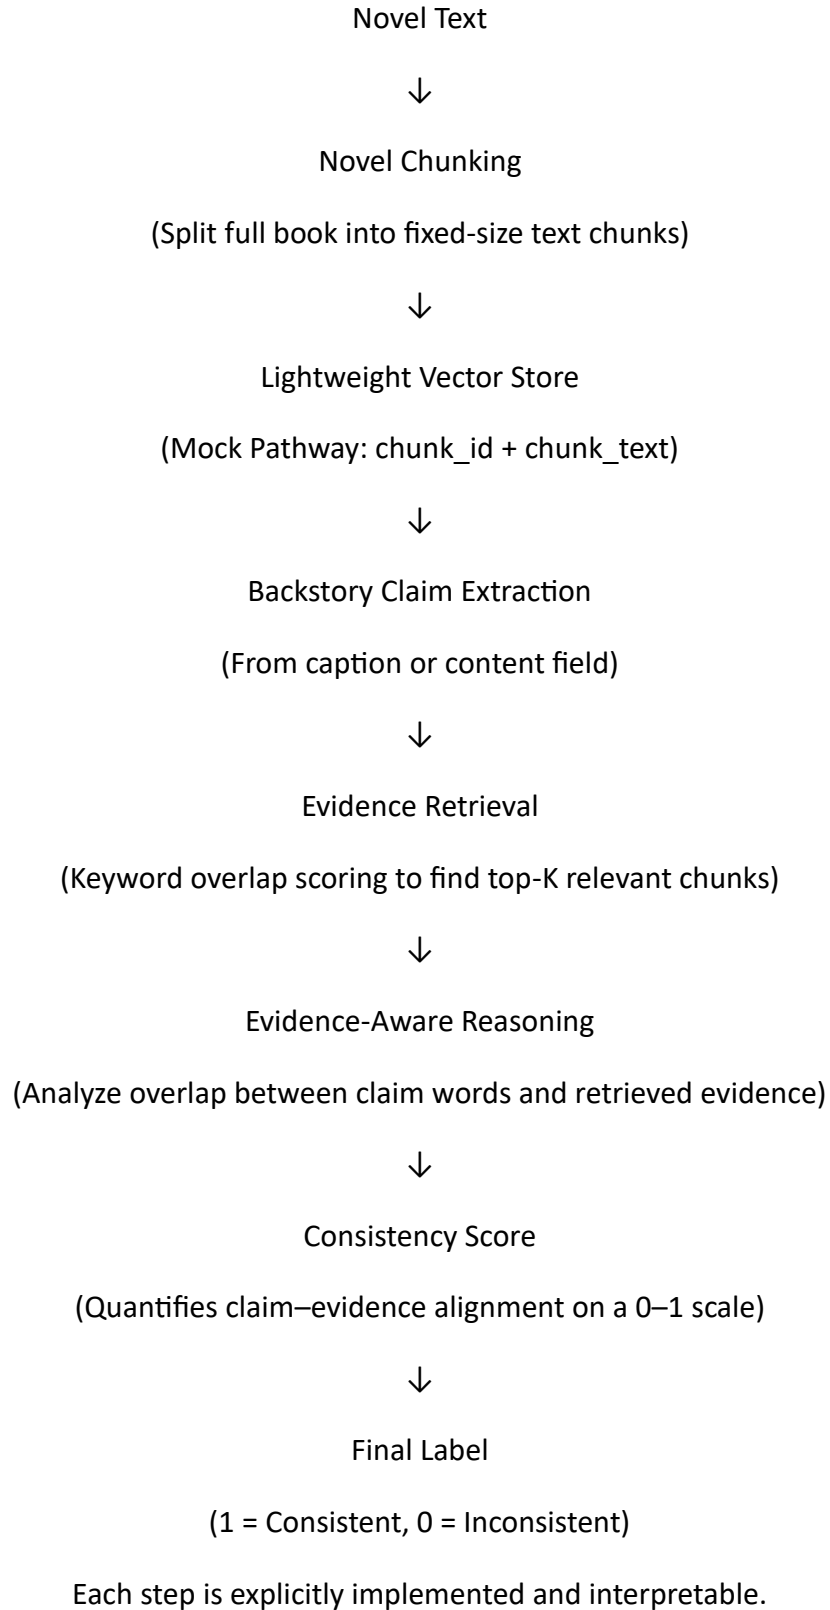 Novel Text
↓
Novel Chunking
(Split full book into fixed-size text chunks)
↓
Lightweight Vector Store
(Mock Pathway: chunk_id + chunk_text)
↓
Backstory Claim Extraction
(From caption or content field)
↓
Evidence Retrieval
(Keyword overlap scoring to find top-K relevant chunks)
↓
Evidence-Aware Reasoning
(Analyze overlap between claim words and retrieved evidence)
↓
Consistency Score
(Quantifies claim–evidence alignment on a 0–1 scale)
↓
Final Label
(1 = Consistent, 0 = Inconsistent)
Each step is explicitly implemented and interpretable.